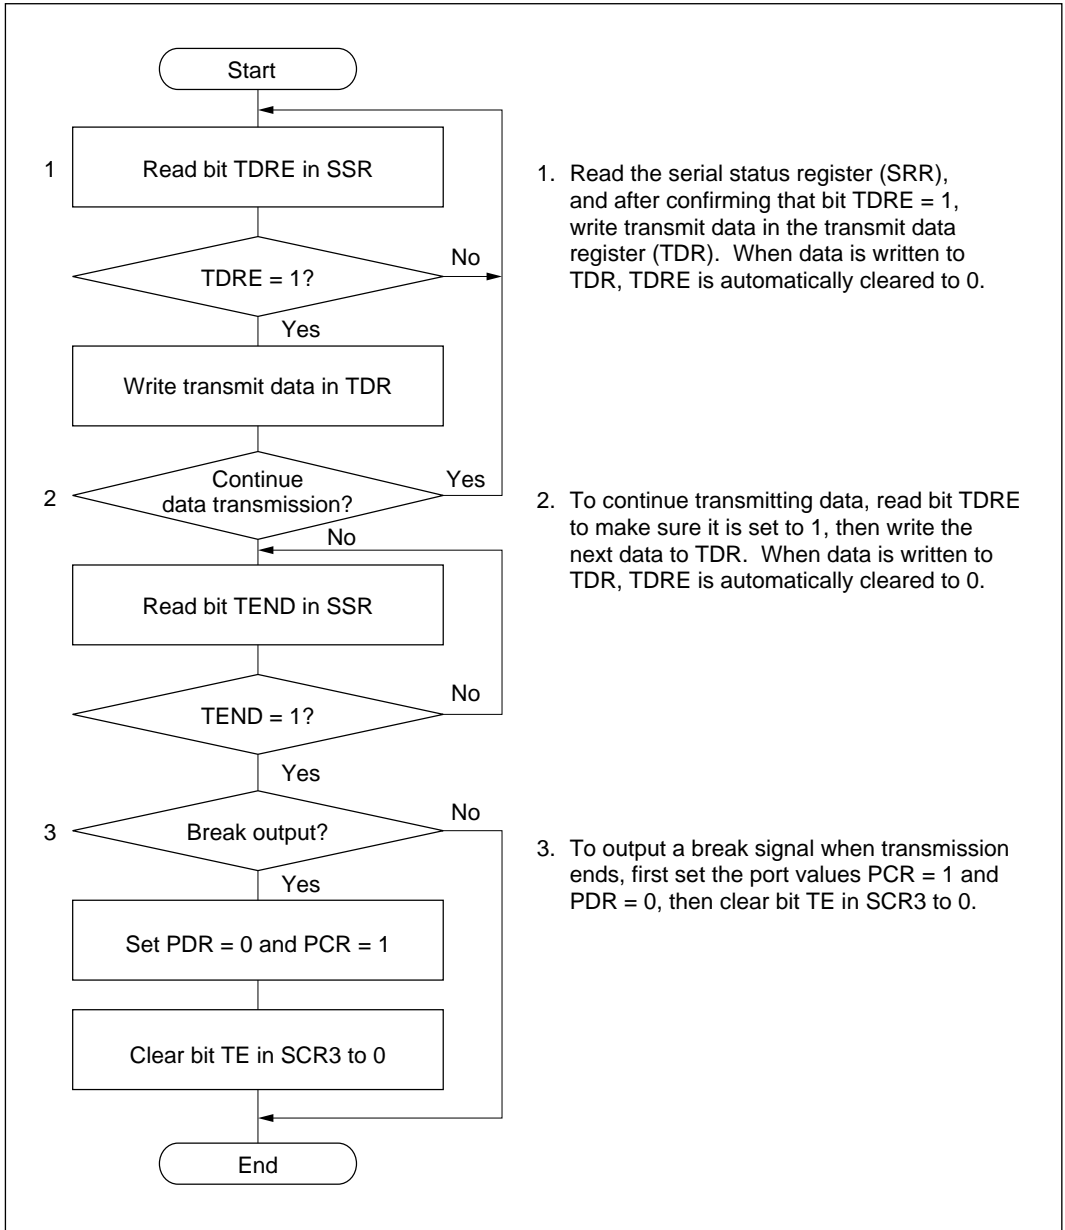 Start
1
Read bit TDRE in SSR
TDRE = 1?
No
Yes
Write transmit data in TDR
2
Continue
data transmission?
Yes
No
Read bit TEND in SSR
TEND = 1?
No
Yes
3
Break output?
No
Yes
Set PDR = 0 and PCR = 1
Clear bit TE in SCR3 to 0
End
1. Read the serial status register (SRR),
and after confirming that bit TDRE = 1,
write transmit data in the transmit data
register (TDR). When data is written to
TDR, TDRE is automatically cleared to 0.
2. To continue transmitting data, read bit TDRE
to make sure it is set to 1, then write the
next data to TDR. When data is written to
TDR, TDRE is automatically cleared to 0.
3. To output a break signal when transmission
ends, first set the port values PCR = 1 and
PDR = 0, then clear bit TE in SCR3 to 0.